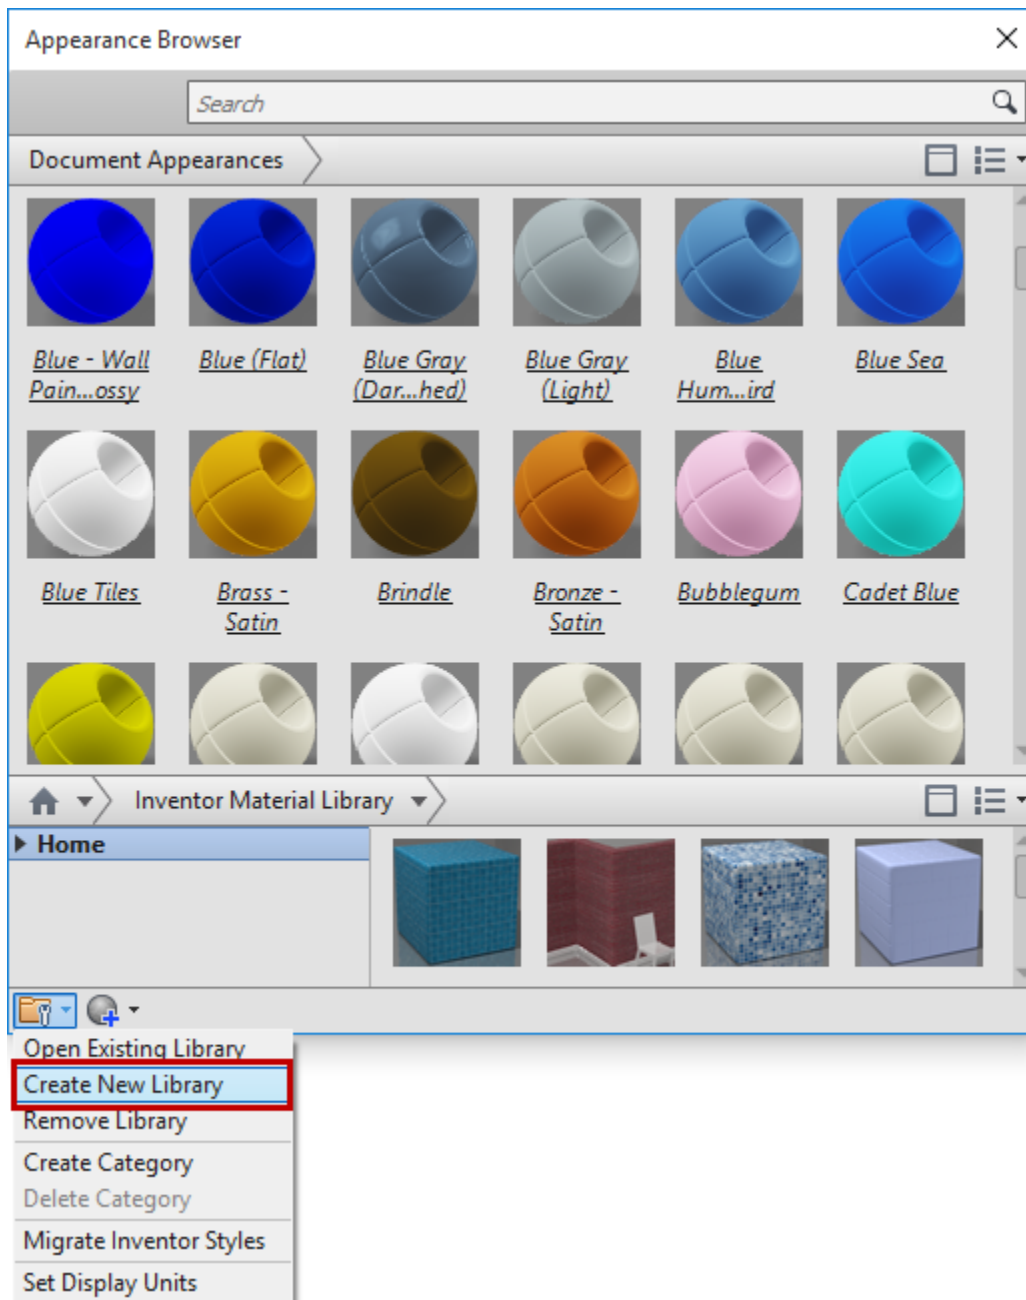 Appearance Browser
Search
Document Appearances
Blue - Wall
Pain...ossy
Blue (Flat)
Blue Gray
(Dar...hed)
Blue Gray
(Light)
Blue
Hum...ird
Blue Sea
Blue Tiles
Brass -
Satin
Brindle
Bronze -
Satin
Bubblegum
Cadet Blue
Inventor Material Library
Home
Open Existing Library
Create New Library
Remove Library
Create Category
Delete Category
Migrate Inventor Styles
Set Display Units